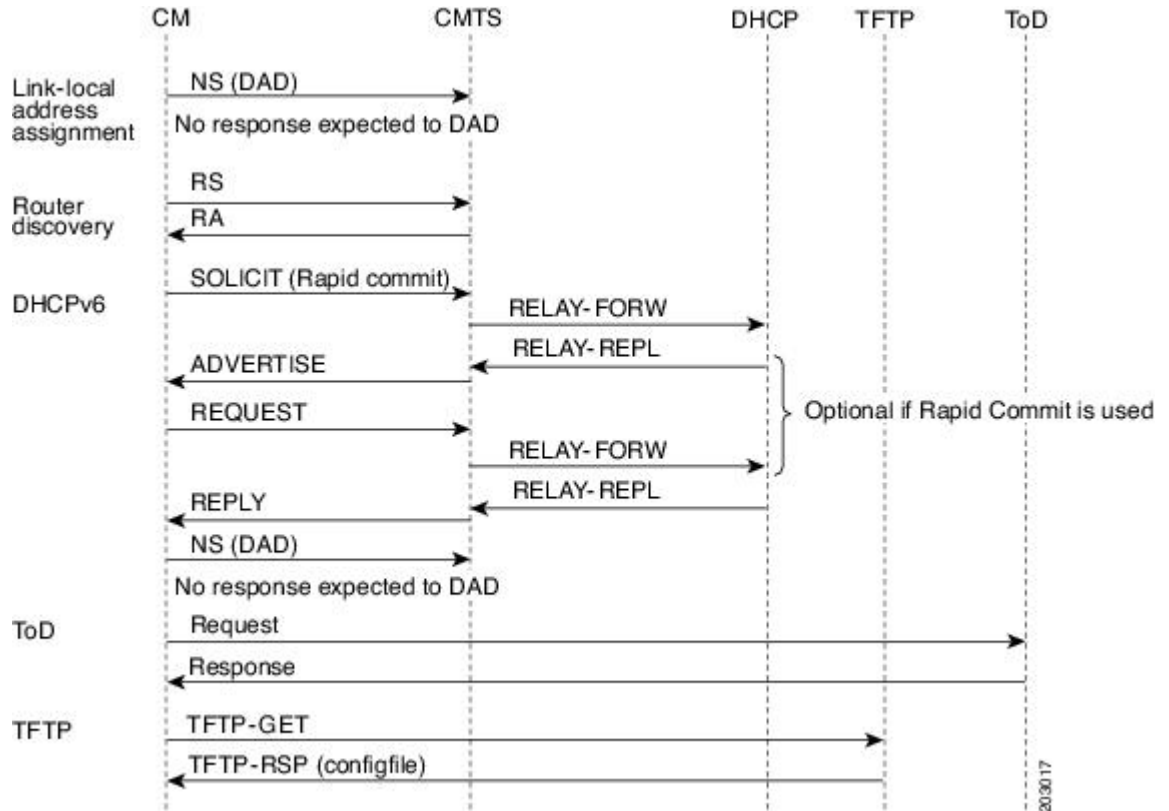 CM CMTS DHCP TFTP ToD
Link-local
address
assignment
NS (DAD)
No response expected to DAD
Router
discovery
RS
RA
DHCPv6
SOLICIT (Rapid commit)
RELAY-FORW
RELAY-REPL
ADVERTISE
Optional if Rapid Commit is used
REQUEST
RELAY-FORW
RELAY-REPL
REPLY
NS (DAD)
No response expected to DAD
ToD
Request
Response
TFTP
TFTP-GET
TFTP-RSP (configfile)
203017